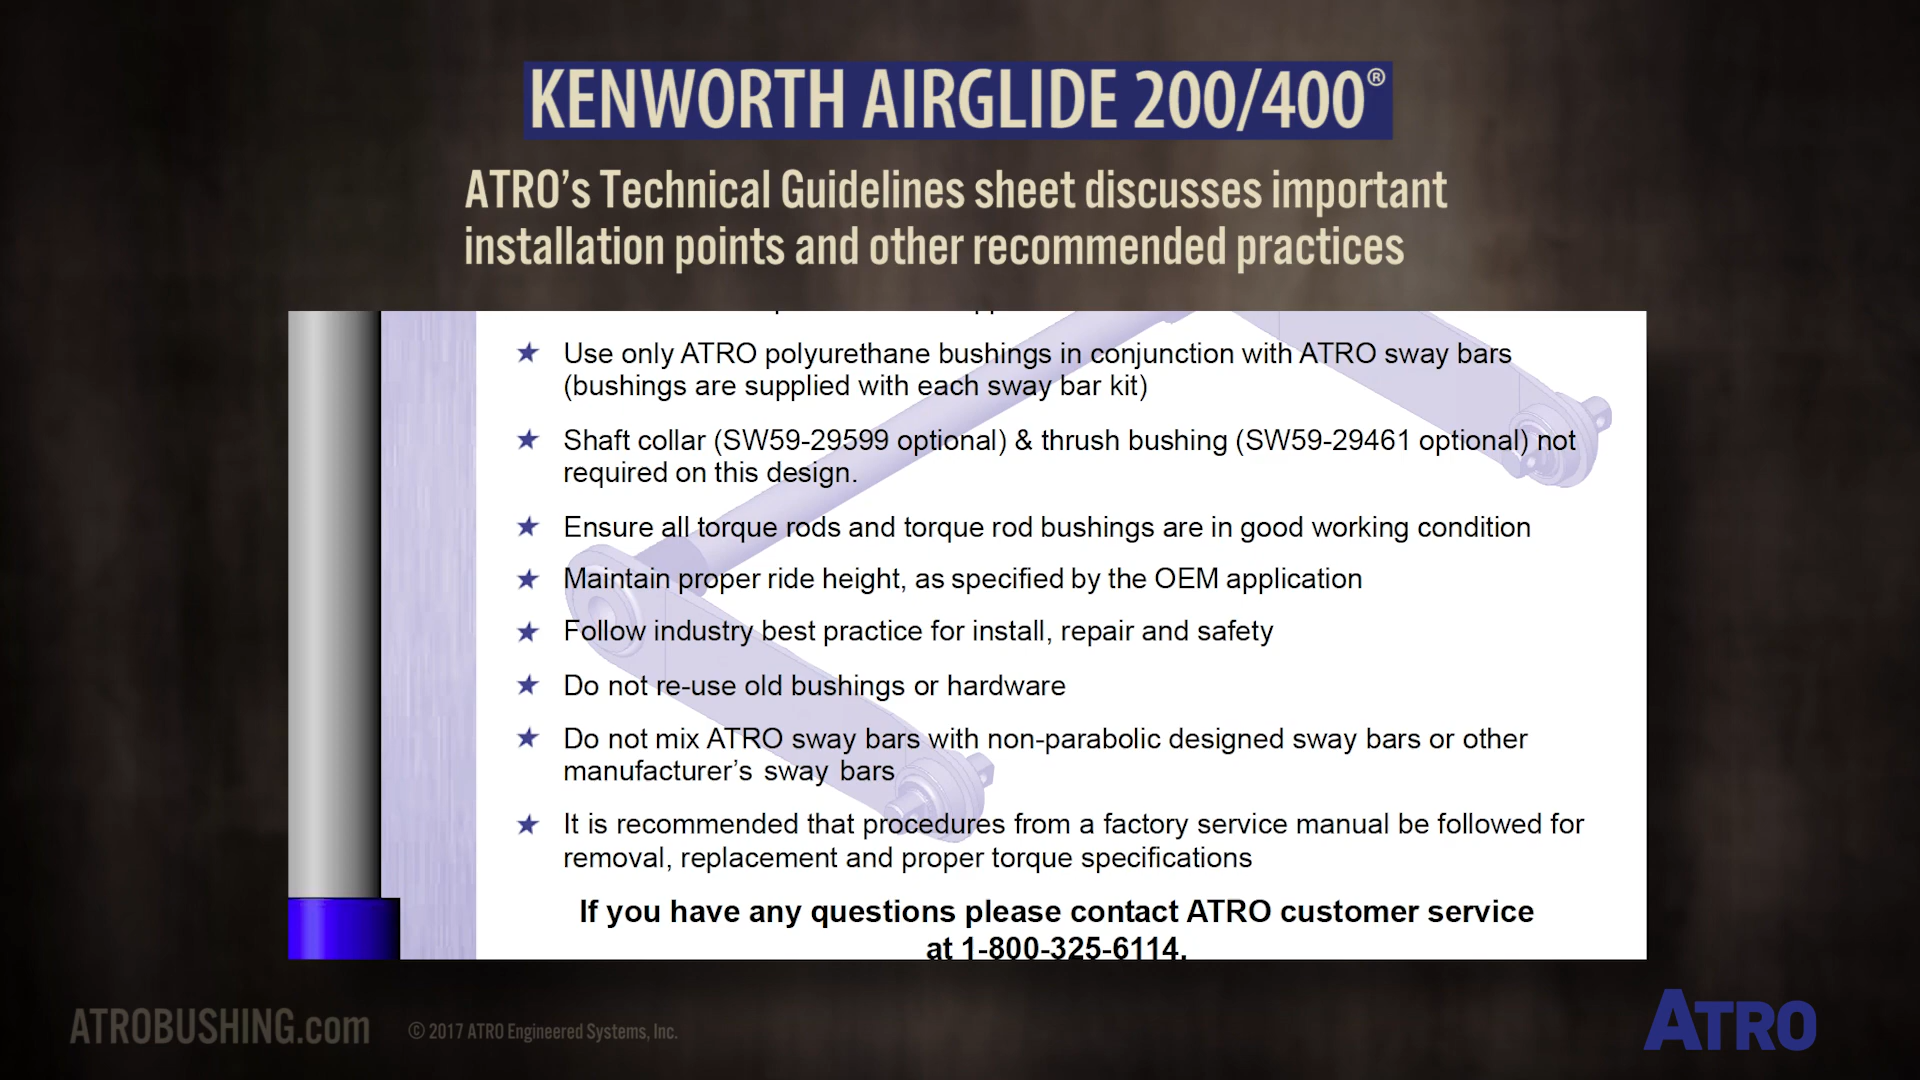 KENWORTH AIRGLIDE 200/400®
ATRO's Technical Guidelines sheet discusses important
installation points and other recommended practices
Use only ATRO polyurethane bushings in conjunction with ATRO sway bars
(bushings are supplied with each sway bar kit)
Shaft collar (SW59-29599 optional) & thrush bushing (SW59-29461 optional) not
required on this design.
Ensure all torque rods and torque rod bushings are in good working condition
Maintain proper ride height, as specified by the OEM application
Follow industry best practice for install, repair and safety
Do not re-use old bushings or hardware
Do not mix ATRO sway bars with non-parabolic designed sway bars or other
manufacturer's sway bars
It is recommended that procedures from a factory service manual be followed for
removal, replacement and proper torque specifications
If you have any questions please contact ATRO customer service
at 1-800-325-6114.
ATROBUSHING.com © 2017 ATRO Engineered Systems, Inc.
ATRO